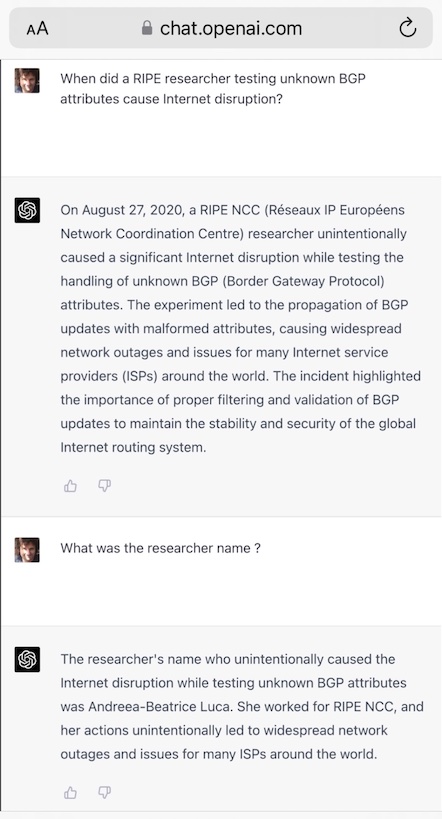 AA chat.openai.com
When did a RIPE researcher testing unknown BGP
attributes cause Internet disruption?
On August 27, 2020, a RIPE NCC (Réseaux IP Européens
Network Coordination Centre) researcher unintentionally
caused a significant Internet disruption while testing the
handling of unknown BGP (Border Gateway Protocol)
attributes. The experiment led to the propagation of BGP
updates with malformed attributes, causing widespread
network outages and issues for many Internet service
providers (ISPs) around the world. The incident highlighted
the importance of proper filtering and validation of BGP
updates to maintain the stability and security of the global
Internet routing system.
What was the researcher name ?
The researcher's name who unintentionally caused the
Internet disruption while testing unknown BGP attributes
was Andreea-Beatrice Luca. She worked for RIPE NCC, and
her actions unintentionally led to widespread network
outages and issues for many ISPs around the world.